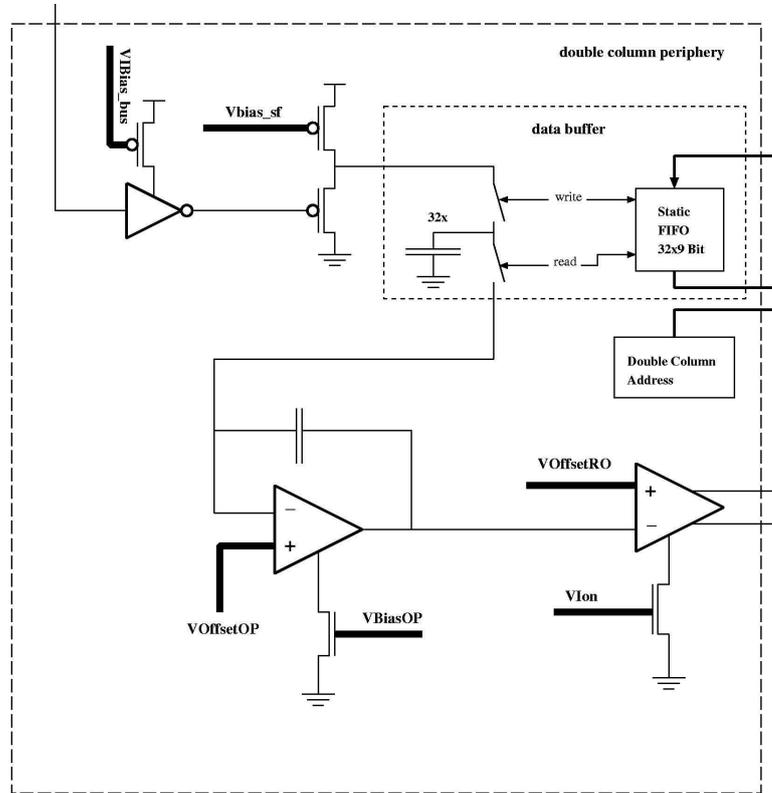 double column periphery
VIBias_bus
Vbias_sf
data buffer
32x
write
read
Static
FIFO
32x9 Bit
Double Column
Address
VOffsetRO
+
−
−
+
VOffsetOP
VBiasOP
VIon